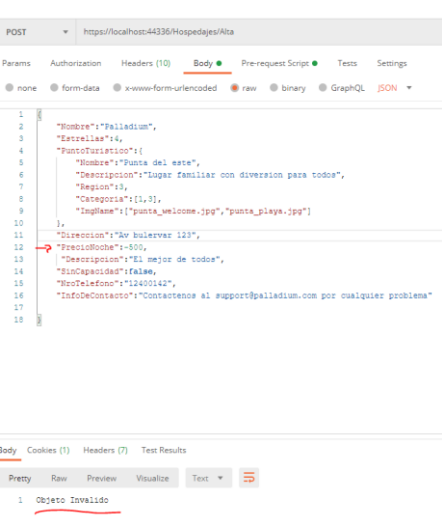 POST https://localhost:44336/Hospedajes/Alta
Params Authorization Headers (10) Body Pre-request Script Tests Settings
none form-data x-www-form-urlencoded raw binary GraphQL JSON
1 {
2 "Nombre":"Palladium",
3 "Estrellas":4,
4 "PuntoTuristico":{
5 "Nombre":"Punta del este",
6 "Descripcion":"Lugar familiar con diversion para todos",
7 "Region":3,
8 "Categoria":[1,3],
9 "ImgName":["punta_welcome.jpg","punta_playa.jpg"]
10 },
11 "Direccion":"Av bulervar 123",
12 "PrecioNoche":-500,
13 "Descripcion":"El mejor de todos",
14 "SinCapacidad":false,
15 "NroTelefono":"12400142",
16 "InfoDeContacto":"Contactenos al support@palladium.com por cualquier problema"
17
18 }
Body Cookies (1) Headers (7) Test Results
Pretty Raw Preview Visualize Text
1 Objeto Invalido